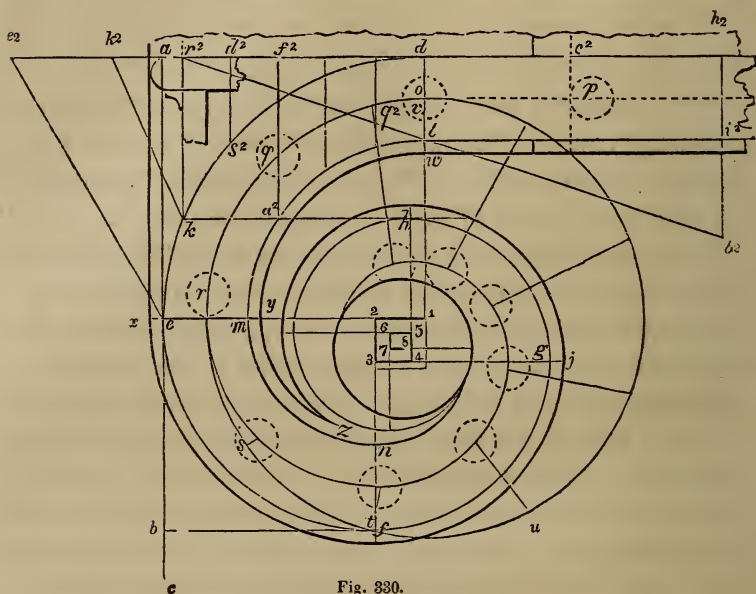 h2
e2 k2 a r2 d2 f2 d c2
o v p
q2
q l i2
s2 w
a2
k h
b2
r
x e m y 2 1
6 5
7 8
3 4 g j
z
s n
t f u
b
c
Fig. 330.